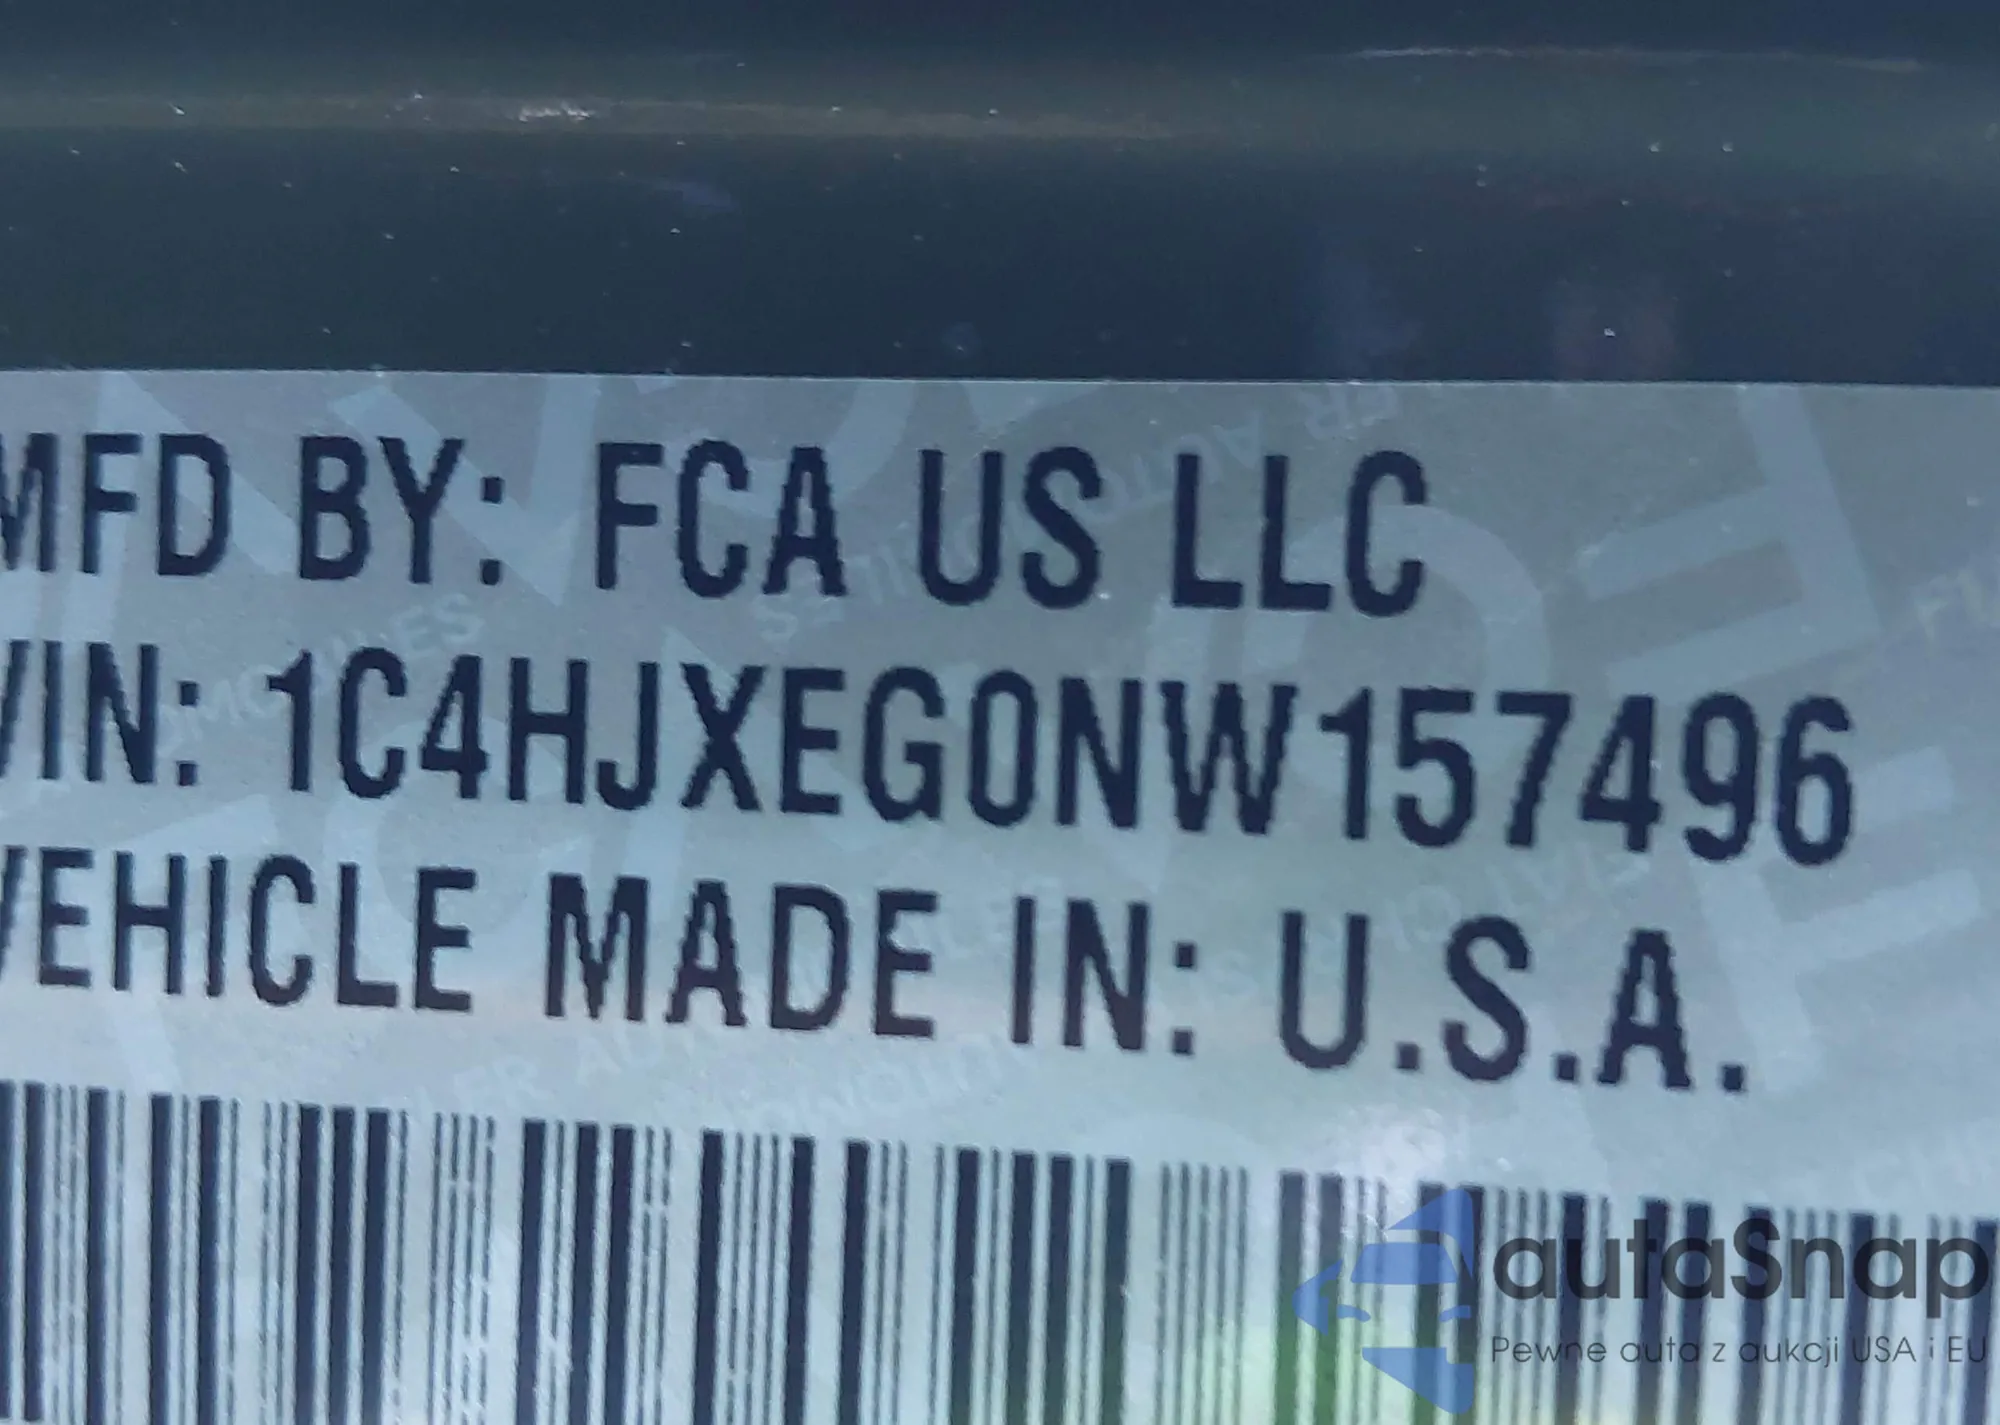 MFD BY: FCA US LLC
VIN: 1C4HJXEG0NW157496
VEHICLE MADE IN: U.S.A.
autaSnap
Pewne auta z aukcji USA i EU